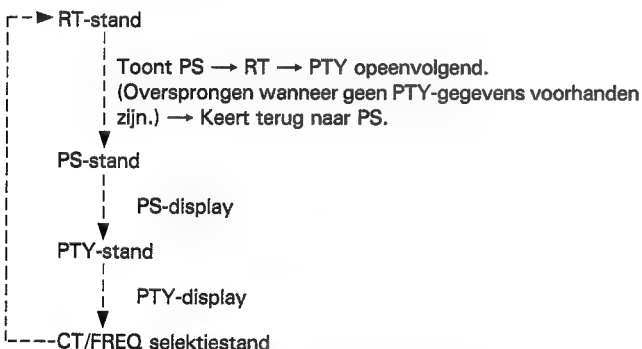 RT-stand
Toont PS → RT → PTY opeenvolgend.
(Oversprongen wanneer geen PTY-gegevens voorhanden
zijn.) → Keert terug naar PS.
PS-stand
PS-display
PTY-stand
PTY-display
CT/FREQ selektiestand